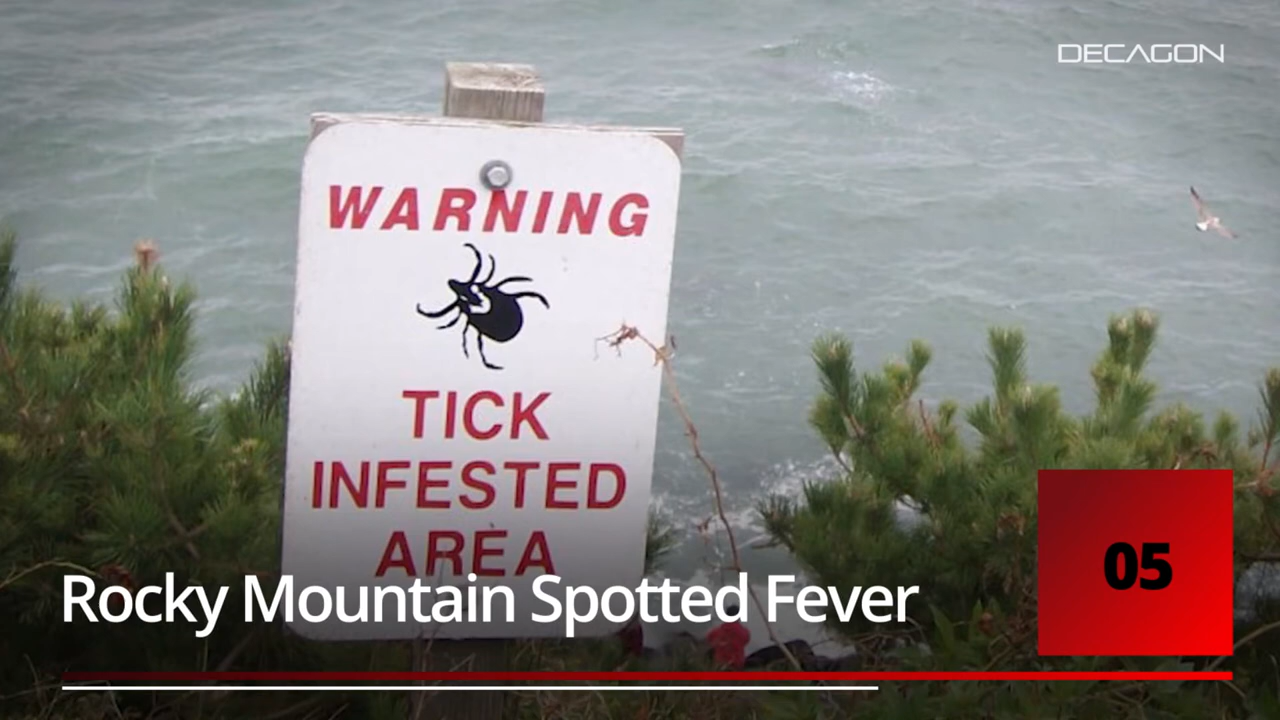 DECAGON
WARNING
TICK
INFESTED
AREA
Rocky Mountain Spotted Fever
05